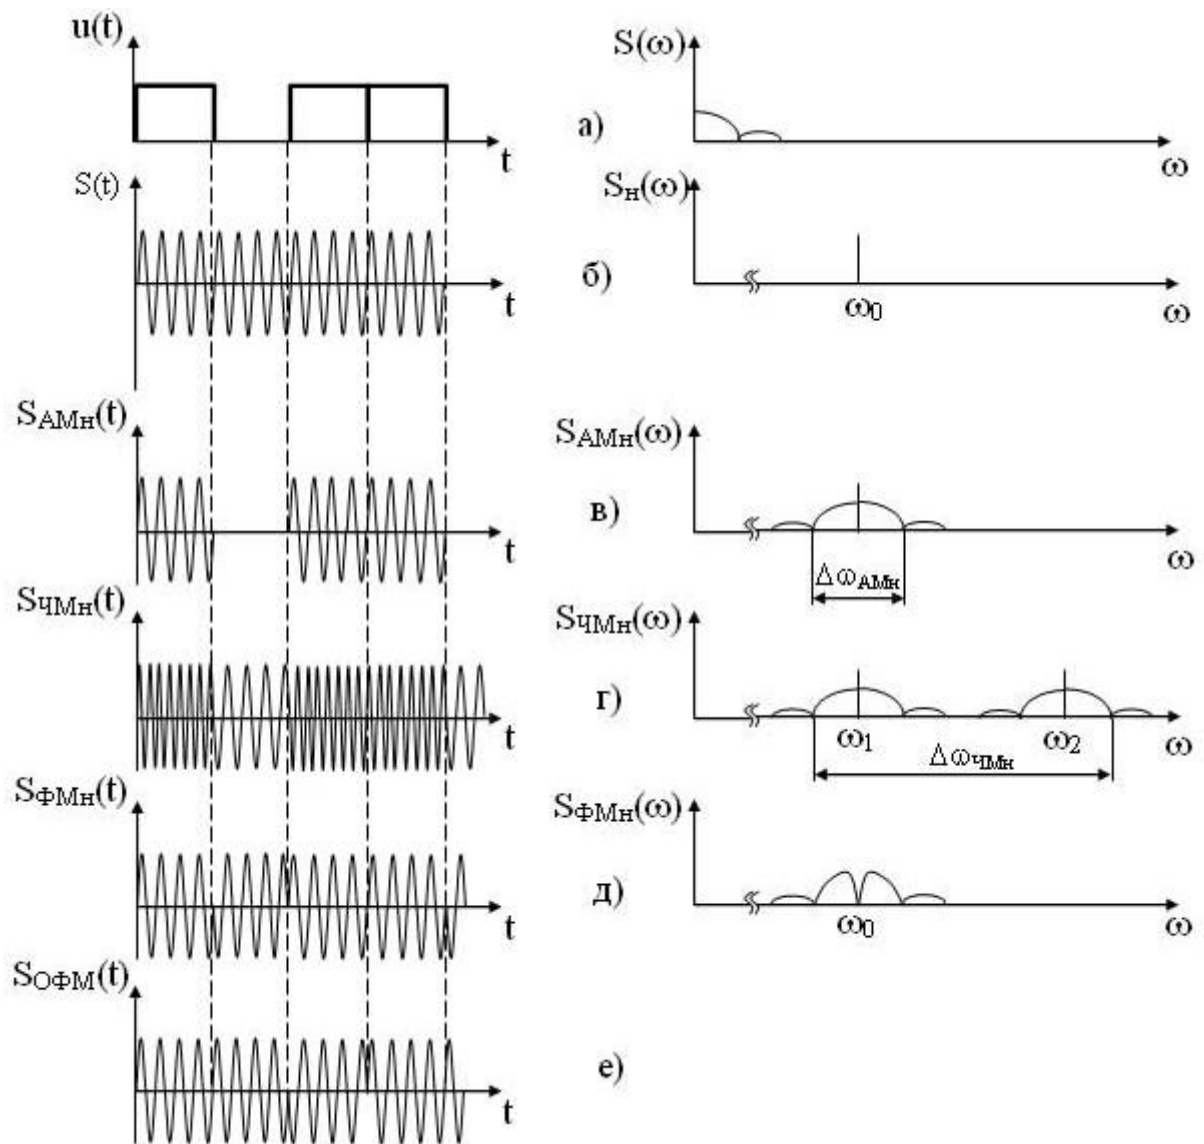 u(t)
t
а)
S(ω)
ω
S(t)
t
б)
Sн(ω)
ω0
ω
SАМн(t)
t
в)
SАМн(ω)
ω
ΔωАМн
SЧМн(t)
t
г)
SЧМн(ω)
ω1
ω2
ω
ΔωЧМн
SФМн(t)
t
д)
SФМн(ω)
ω0
ω
SОФМ(t)
t
е)